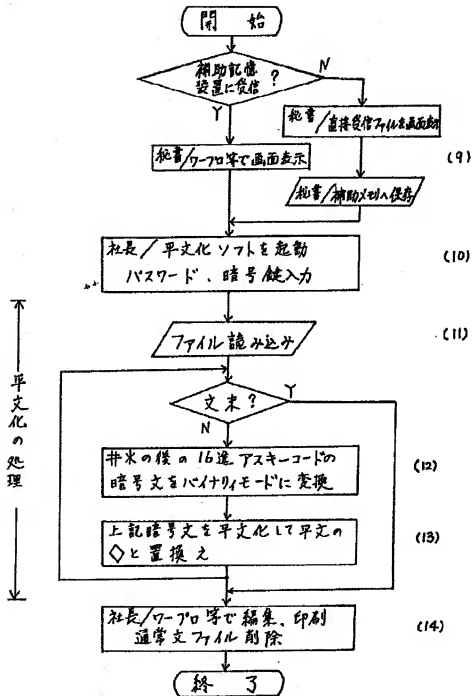 開 始
補助記憶
装置に受信 ?
N
Y
秘書/直接受信ファイルを画面表示
秘書/ワープロ等で画面表示
(9)
秘書/補助メモリへ保存
社長/平文化ソフトを起動
パスワード、暗号鍵入力
(10)
ファイル読み込み
(11)
平文化の処理
文末?
Y
N
井米の後の16進アスキーコードの
暗号文をバイナリィモードに変換
(12)
上記暗号文を平文化して平文の
◇と置換え
(13)
社長/ワープロ等で編集、印刷
通常文ファイル削除
(14)
終 了